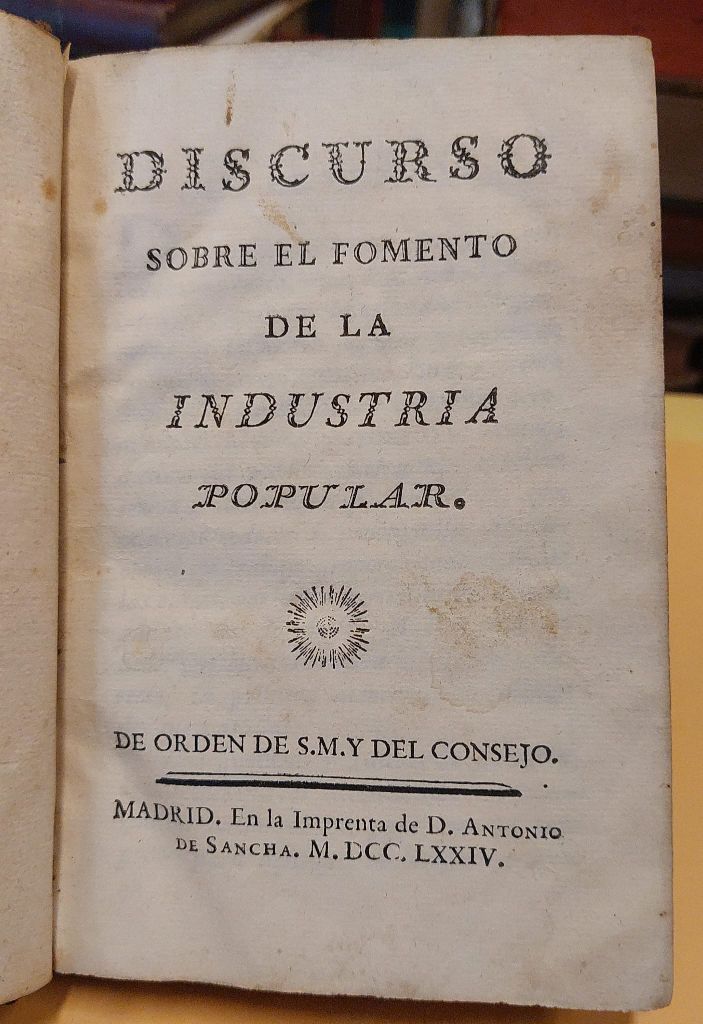 DISCURSO
SOBRE EL FOMENTO
DE LA
INDUSTRIA
POPULAR.
DE ORDEN DE S.M.Y DEL CONSEJO.
MADRID. En la Imprenta de D. ANTONIO
DE SANCHA. M. DCC. LXXIV.